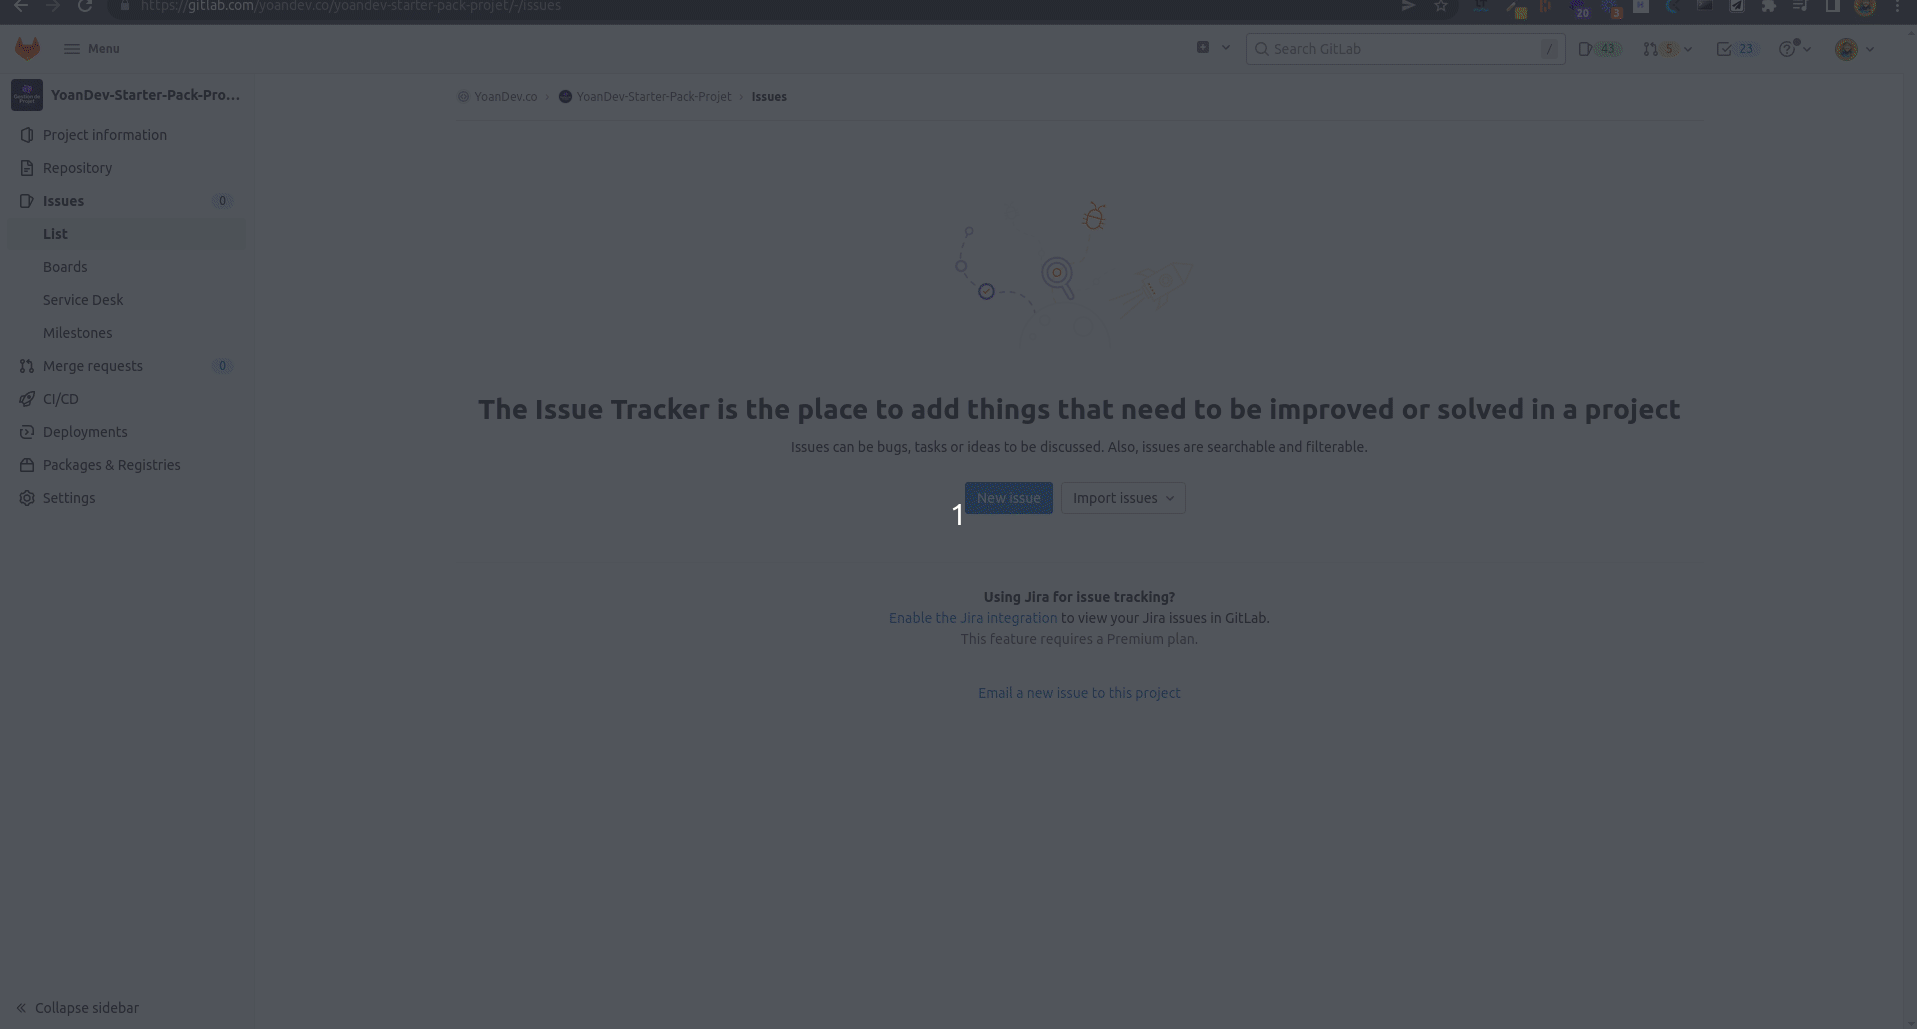 https://gitlab.com/yoandev.co/yoandev-starter-pack-projet/-/issues
20
3
Menu
Search GitLab
/
43
5
23
YoanDev-Starter-Pack-Pro...
YoanDev.co › YoanDev-Starter-Pack-Projet › Issues
Project information
Repository
Issues 0
List
Boards
Service Desk
Milestones
Merge requests 0
CI/CD
Deployments
Packages & Registries
Settings
The Issue Tracker is the place to add things that need to be improved or solved in a project
Issues can be bugs, tasks or ideas to be discussed. Also, issues are searchable and filterable.
New issue
Import issues
1
Using Jira for issue tracking?
Enable the Jira integration to view your Jira issues in GitLab.
This feature requires a Premium plan.
Email a new issue to this project
Collapse sidebar